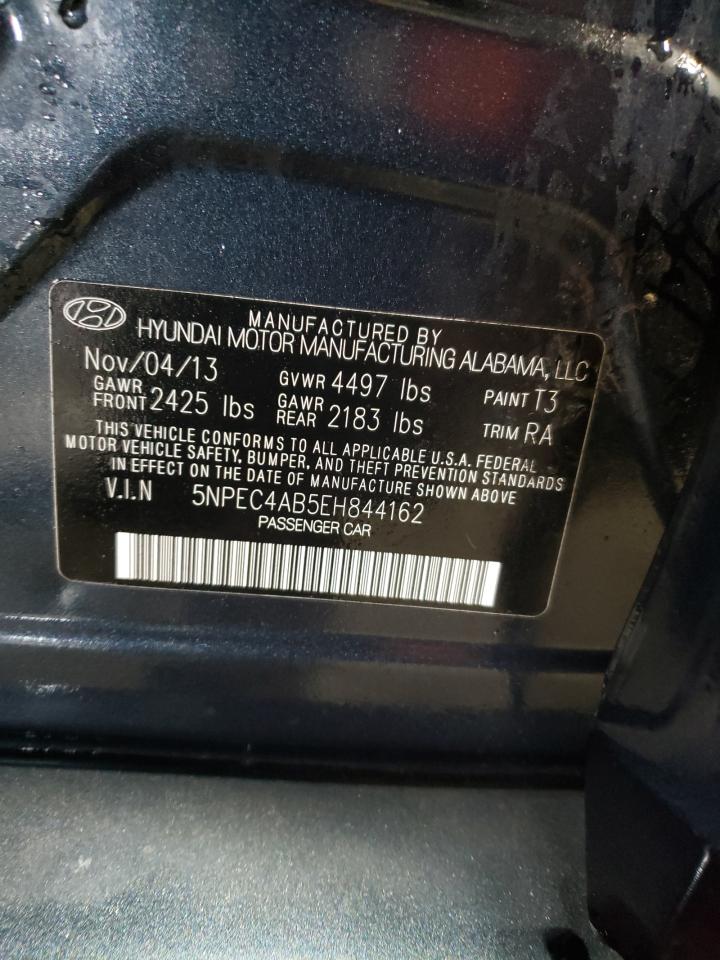 MANUFACTURED BY
HYUNDAI MOTOR MANUFACTURING ALABAMA, LLC
Nov/04/13 GVWR 4497 lbs PAINT T3
GAWR FRONT 2425 lbs GAWR REAR 2183 lbs TRIM RA
THIS VEHICLE CONFORMS TO ALL APPLICABLE U.S.A. FEDERAL
MOTOR VEHICLE SAFETY, BUMPER, AND THEFT PREVENTION STANDARDS
IN EFFECT ON THE DATE OF MANUFACTURE SHOWN ABOVE
V.I.N 5NPEC4AB5EH844162
PASSENGER CAR